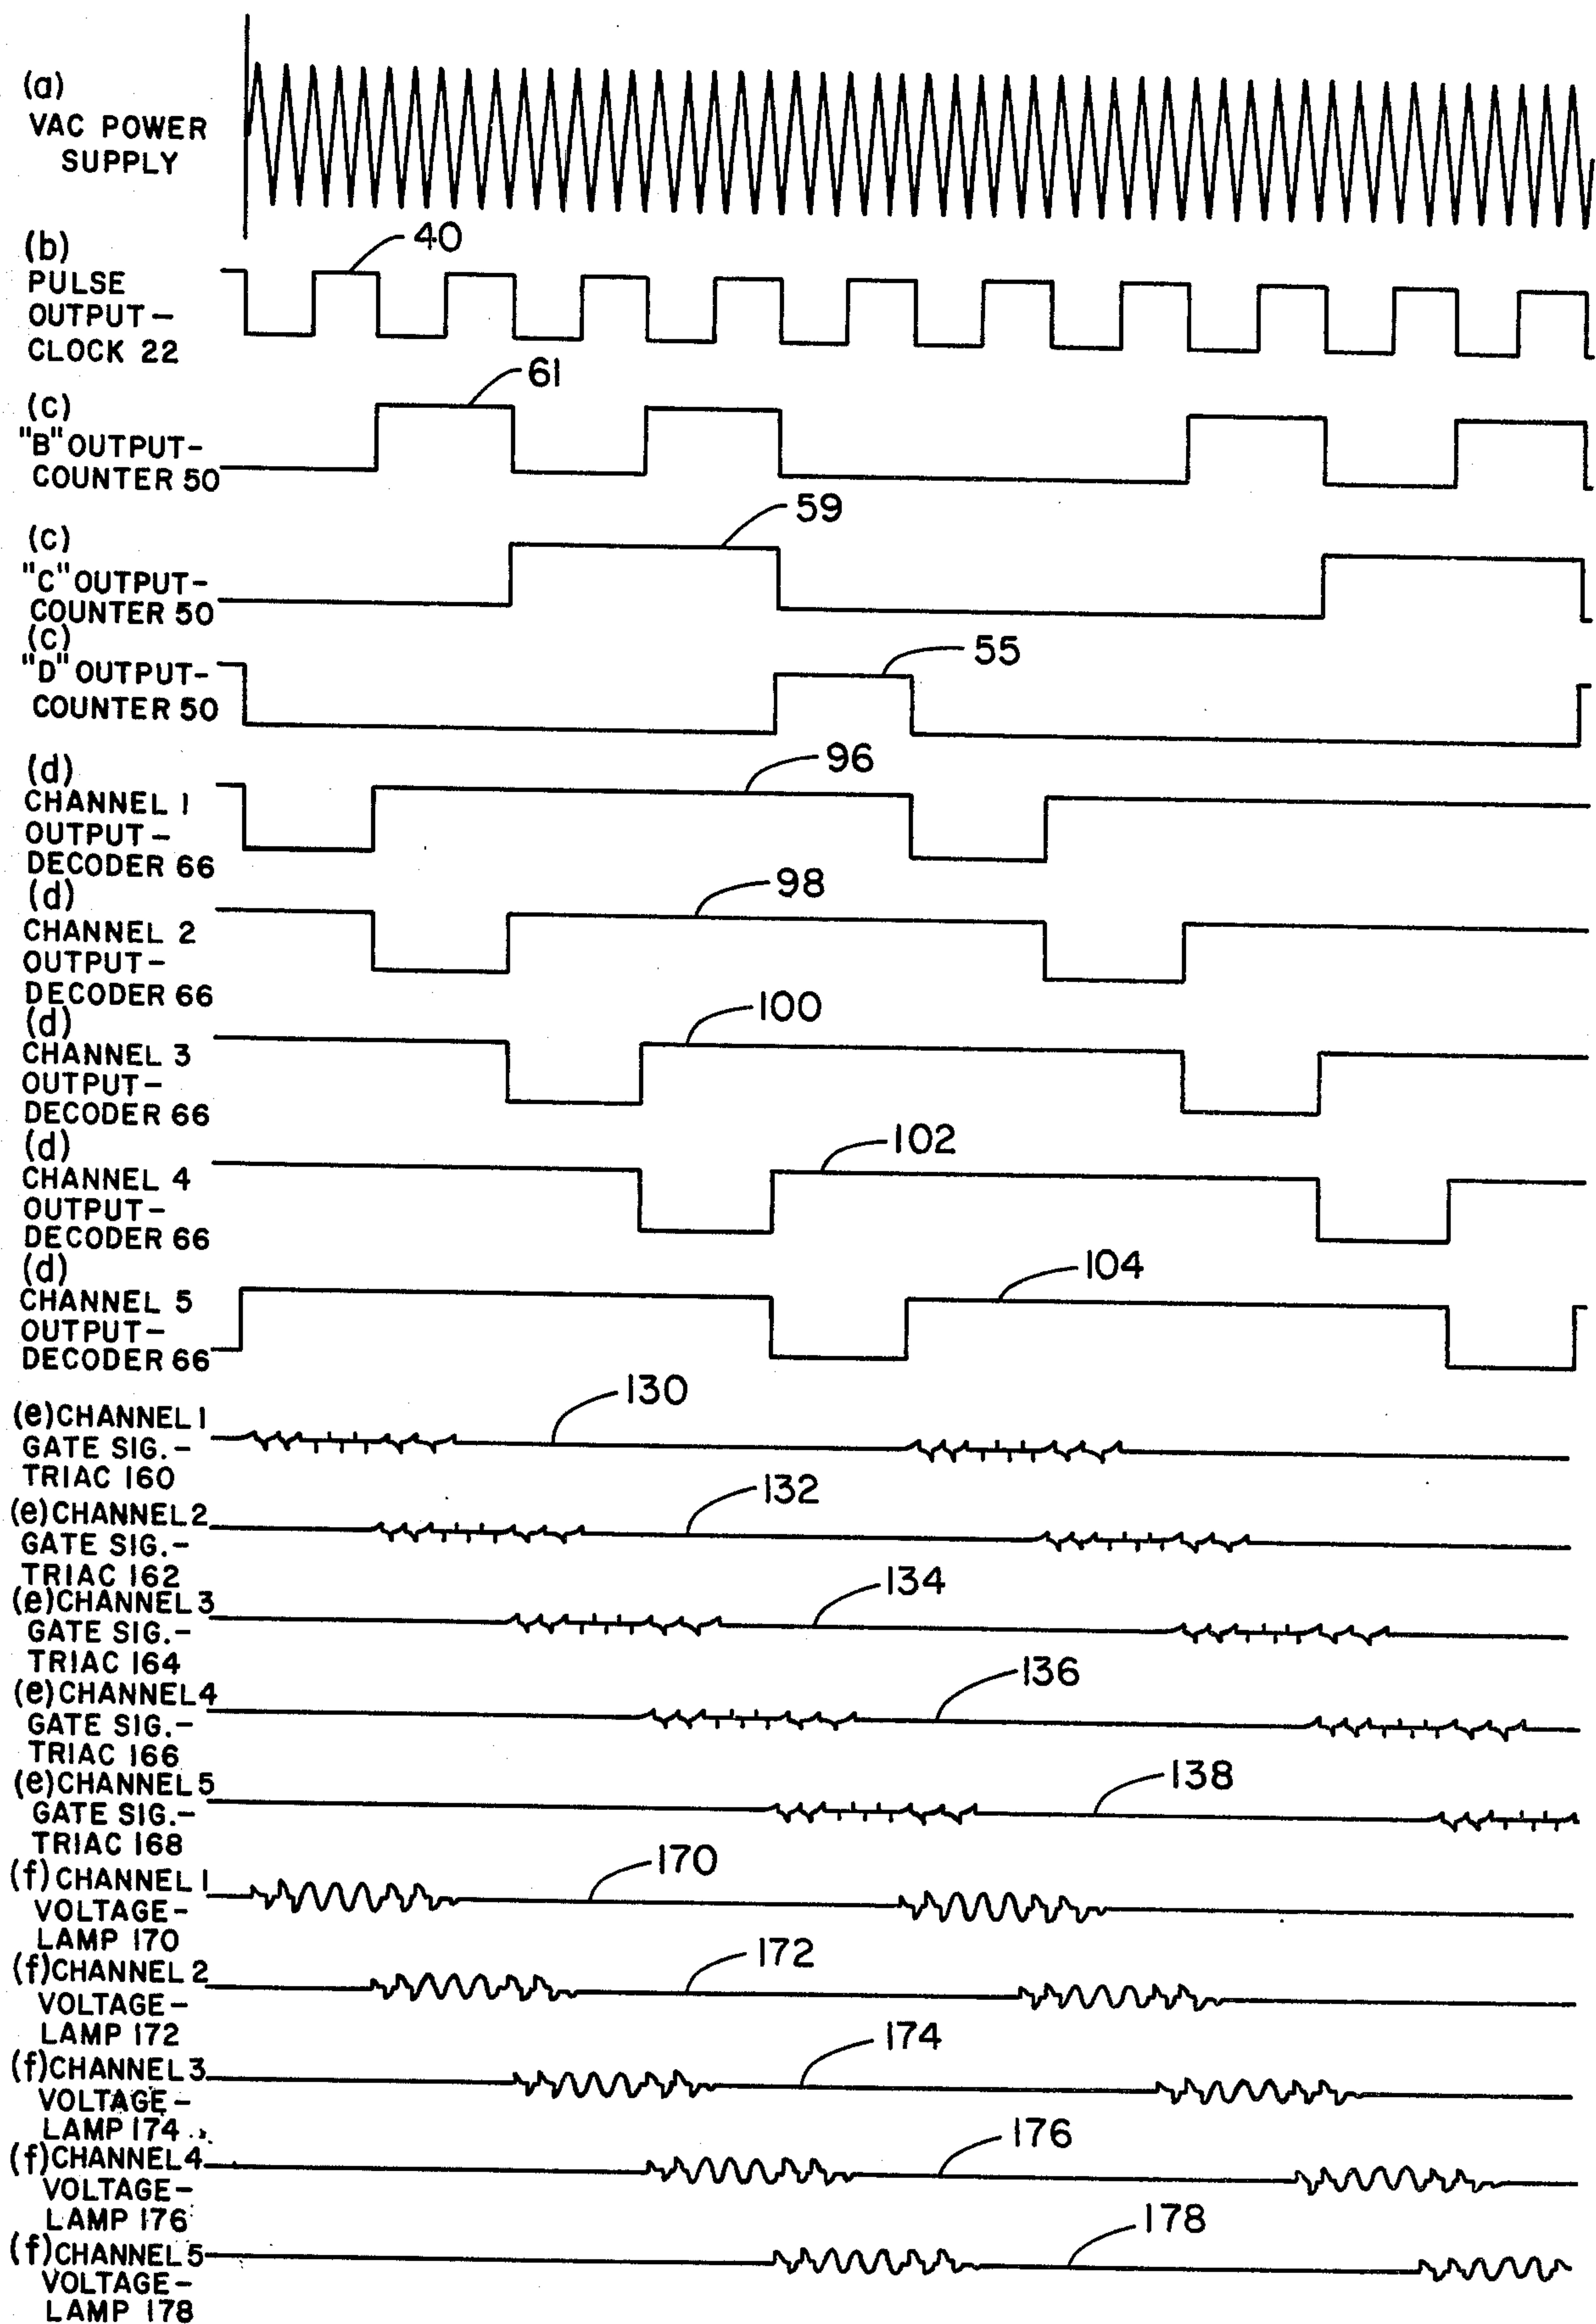 (a)
VAC POWER
SUPPLY
(b)
40
PULSE
OUTPUT-
CLOCK 22
61
(c)
"B" OUTPUT-
COUNTER 50
59
(c)
"C" OUTPUT-
COUNTER 50
(c)
55
"D" OUTPUT-
COUNTER 50
96
(d)
CHANNEL 1
OUTPUT-
DECODER 66
98
(d)
CHANNEL 2
OUTPUT-
DECODER 66
100
(d)
CHANNEL 3
OUTPUT-
DECODER 66
102
(d)
CHANNEL 4
OUTPUT-
DECODER 66
104
(d)
CHANNEL 5
OUTPUT-
DECODER 66
130
(e) CHANNEL 1
GATE SIG.-
TRIAC 160
132
(e) CHANNEL 2
GATE SIG.-
TRIAC 162
134
(e) CHANNEL 3
GATE SIG.-
TRIAC 164
136
(e) CHANNEL 4
GATE SIG.-
TRIAC 166
138
(e) CHANNEL 5
GATE SIG.-
TRIAC 168
170
(f) CHANNEL 1
VOLTAGE-
LAMP 170
172
(f) CHANNEL 2
VOLTAGE-
LAMP 172
174
(f) CHANNEL 3
VOLTAGE-
LAMP 174
176
(f) CHANNEL 4
VOLTAGE-
LAMP 176
178
(f) CHANNEL 5
VOLTAGE-
LAMP 178